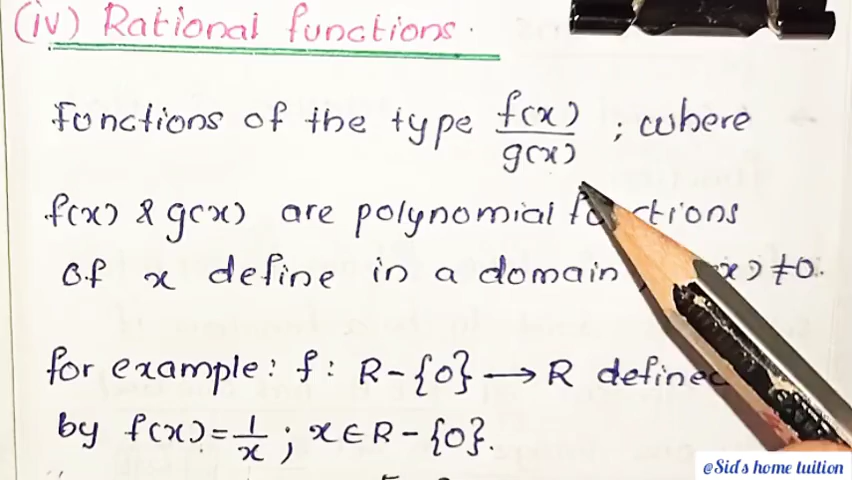 (iv) Rational functions.
Functions of the type f(x)/g(x) ; where
f(x) & g(x) are polynomial functions
of x define in a domain, x) ≠ 0.
for example: f: R-{0} → R defined
by f(x) = 1/x ; x ∈ R-{0}.
@Sid's home tuition